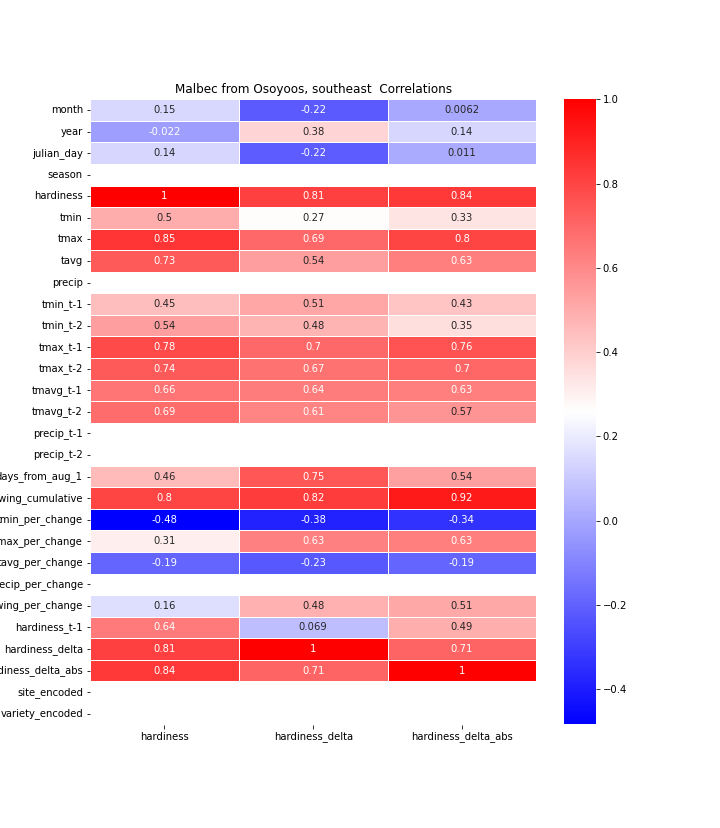 Malbec from Osoyoos, southeast Correlations
month 0.15 -0.22 0.0062
year -0.022 0.38 0.14
julian_day 0.14 -0.22 0.011
season
hardiness 1 0.81 0.84
tmin 0.5 0.27 0.33
tmax 0.85 0.69 0.8
tavg 0.73 0.54 0.63
precip
tmin_t-1 0.45 0.51 0.43
tmin_t-2 0.54 0.48 0.35
tmax_t-1 0.78 0.7 0.76
tmax_t-2 0.74 0.67 0.7
tmavg_t-1 0.66 0.64 0.63
tmavg_t-2 0.69 0.61 0.57
precip_t-1
precip_t-2
days_from_aug_1 0.46 0.75 0.54
wing_cumulative 0.8 0.82 0.92
tmin_per_change -0.48 -0.38 -0.34
max_per_change 0.31 0.63 0.63
tavg_per_change -0.19 -0.23 -0.19
ecip_per_change
wing_per_change 0.16 0.48 0.51
hardiness_t-1 0.64 0.069 0.49
hardiness_delta 0.81 1 0.71
diness_delta_abs 0.84 0.71 1
site_encoded
variety_encoded
hardiness hardiness_delta hardiness_delta_abs
1.0
0.8
0.6
0.4
0.2
0.0
−0.2
−0.4